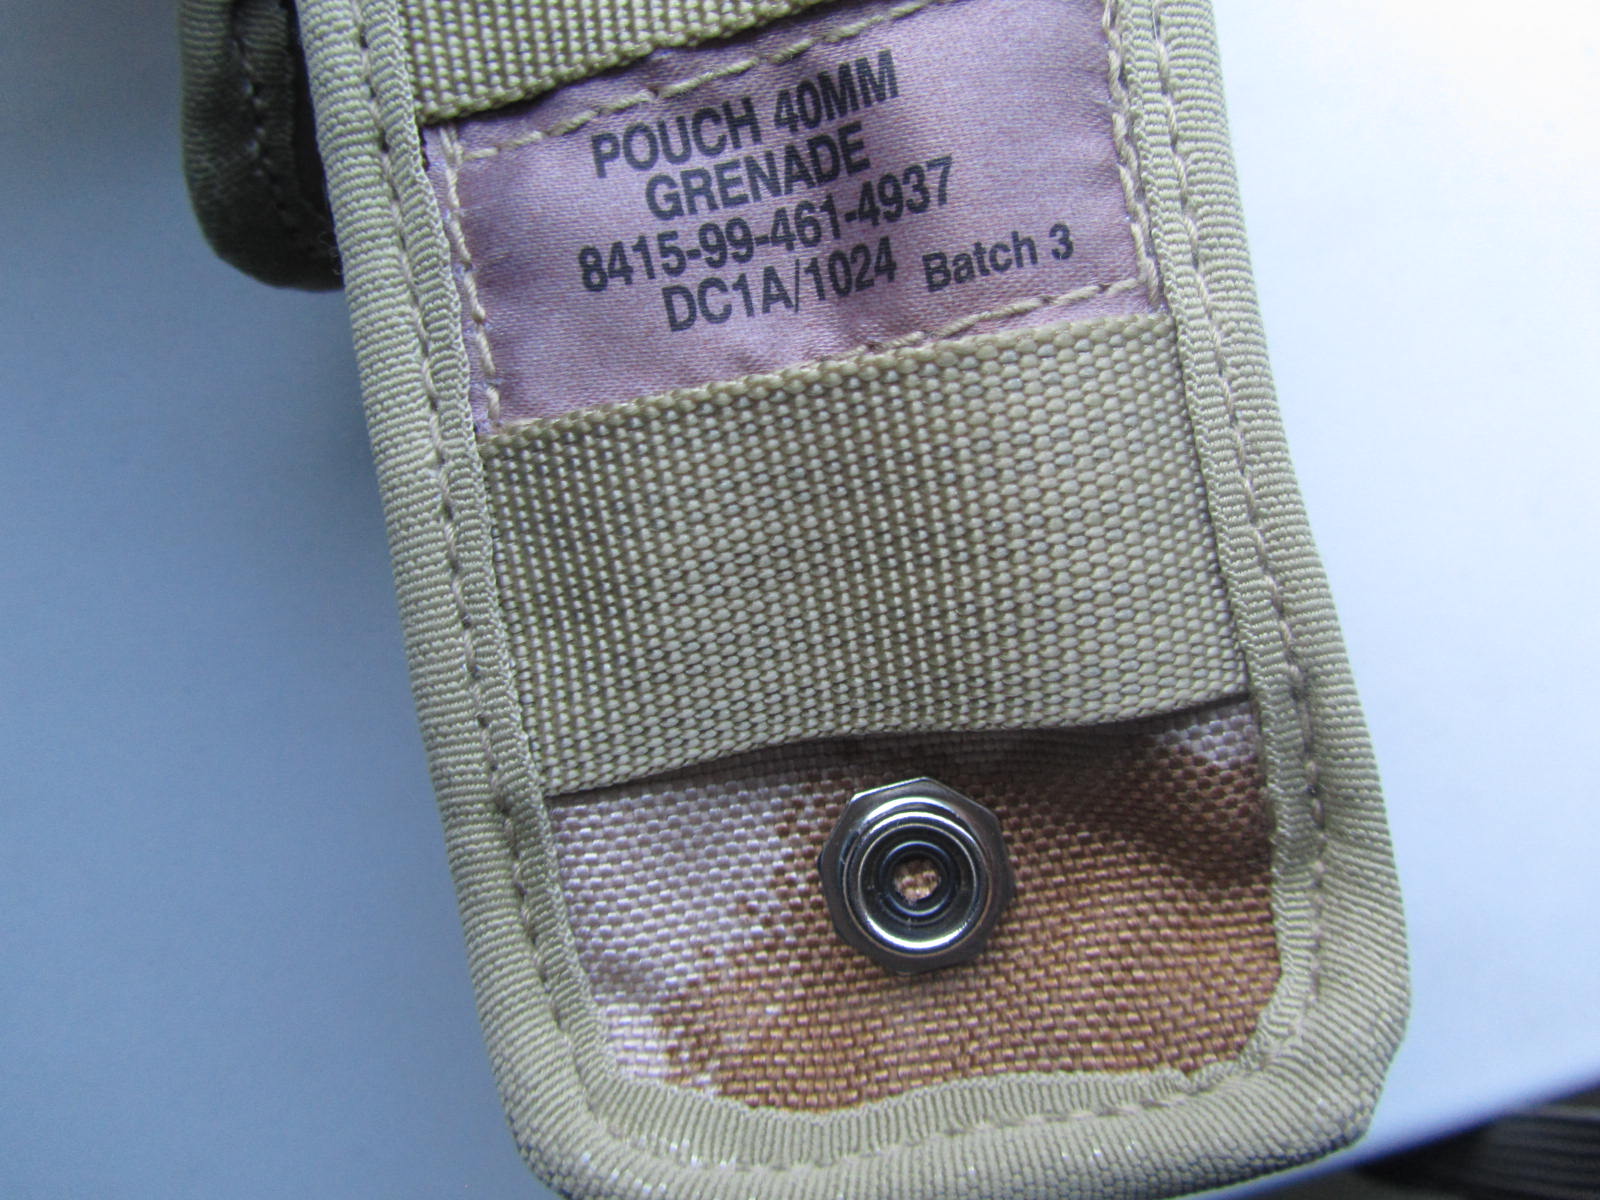 POUCH 40MM
GRENADE
8415-99-461-4937
DC1A/1024 Batch 3